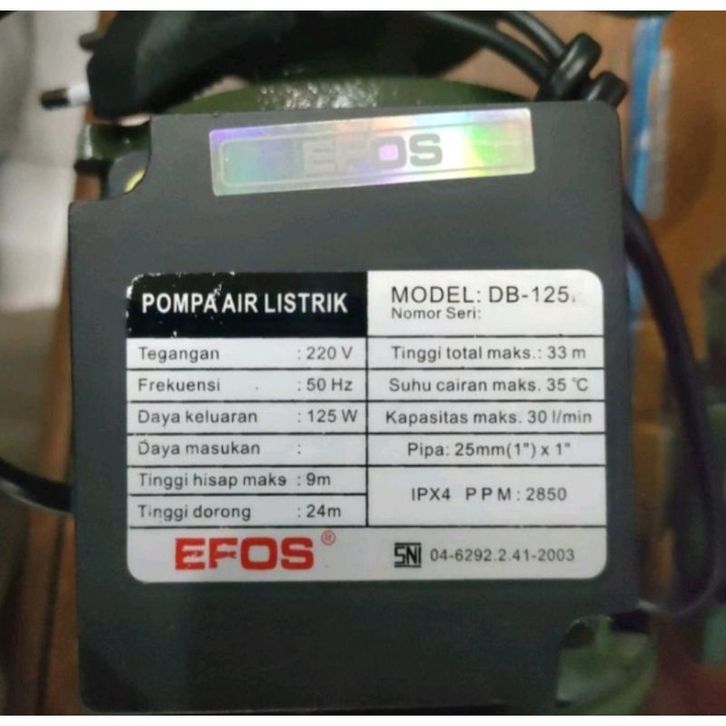 EFOS
POMPA AIR LISTRIK
MODEL: DB-125.
Nomor Seri:
Tegangan : 220 V
Frekuensi : 50 Hz
Daya keluaran : 125 W
Daya masukan :
Tinggi hisap maks : 9m
Tinggi dorong : 24m
Tinggi total maks.: 33 m
Suhu cairan maks. 35 ℃
Kapasitas maks. 30 l/min
Pipa: 25mm(1") x 1"
IPX4 P P M : 2850
EFOS®
SNI 04-6292.2.41-2003